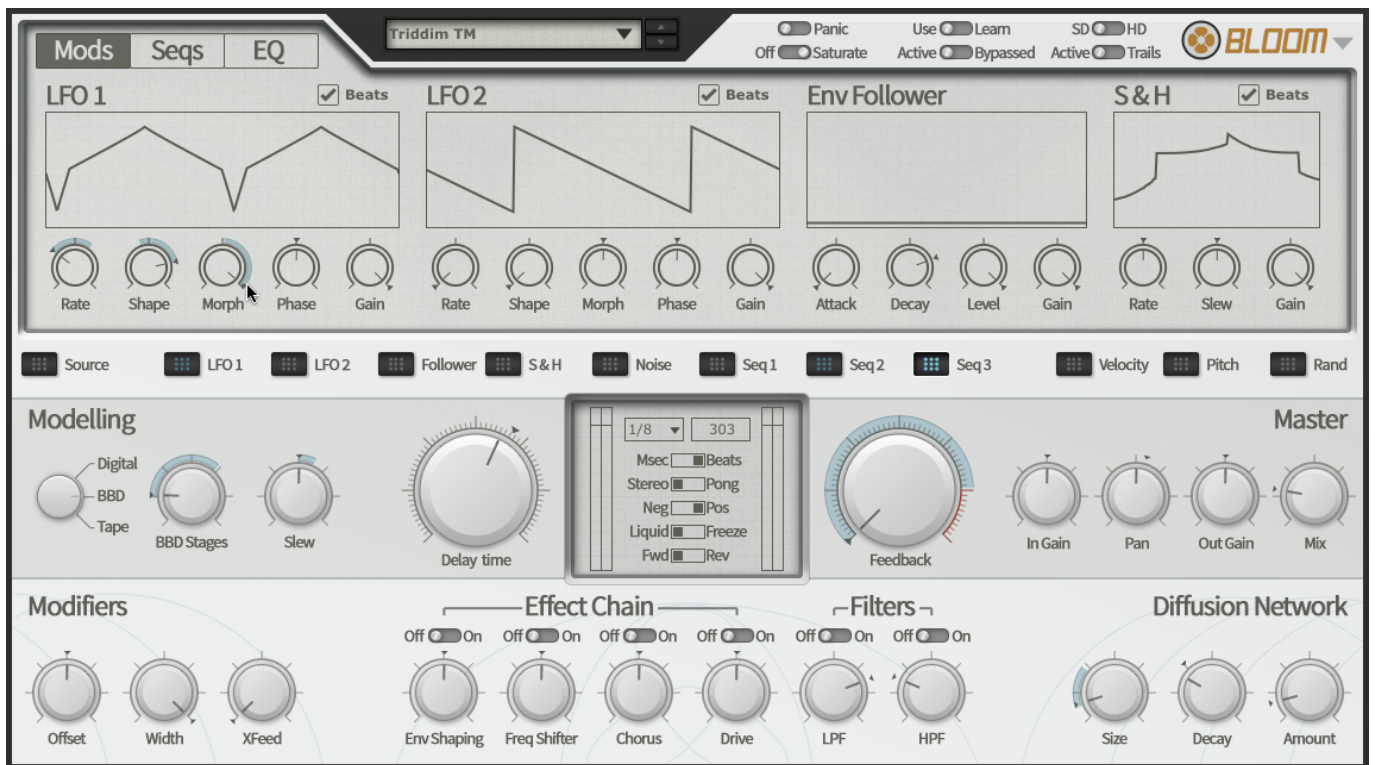 Mods Seqs EQ
Triddim TM
Panic
Off Saturate
Use Learn
Active Bypassed
SD HD
Active Trails
BLOOM
LFO 1 Beats
LFO 2 Beats
Env Follower
S & H Beats
Rate Shape Morph Phase Gain
Rate Shape Morph Phase Gain
Attack Decay Level Gain
Rate Slew Gain
Source LFO 1 LFO 2 Follower S & H Noise Seq 1 Seq 2 Seq 3 Velocity Pitch Rand
Modelling
Digital
BBD
Tape
BBD Stages
Slew
Delay time
1/8 303
Msec Beats
Stereo Pong
Neg Pos
Liquid Freeze
Fwd Rev
Feedback
Master
In Gain Pan Out Gain Mix
Modifiers
Offset Width XFeed
Effect Chain
Off On Off On Off On Off On
Env Shaping Freq Shifter Chorus Drive
Filters
Off On Off On
LPF HPF
Diffusion Network
Size Decay Amount